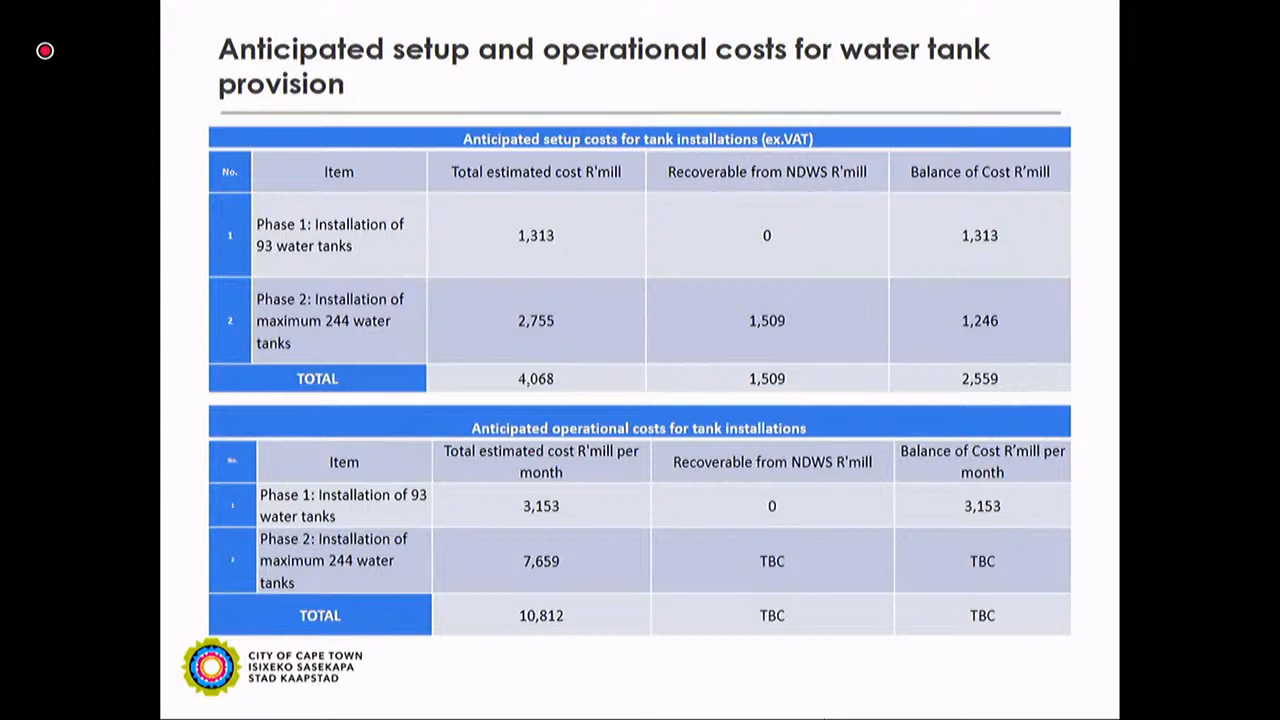 Anticipated setup and operational costs for water tank
provision
Anticipated setup costs for tank installations (ex.VAT)
No. Item Total estimated cost R'mill Recoverable from NDWS R'mill Balance of Cost R’mill
1 Phase 1: Installation of 93 water tanks 1,313 0 1,313
2 Phase 2: Installation of maximum 244 water tanks 2,755 1,509 1,246
TOTAL 4,068 1,509 2,559
Anticipated operational costs for tank installations
No. Item Total estimated cost R'mill per month Recoverable from NDWS R'mill Balance of Cost R’mill per month
1 Phase 1: Installation of 93 water tanks 3,153 0 3,153
2 Phase 2: Installation of maximum 244 water tanks 7,659 TBC TBC
TOTAL 10,812 TBC TBC
CITY OF CAPE TOWN
ISIXEKO SASEKAPA
STAD KAAPSTAD